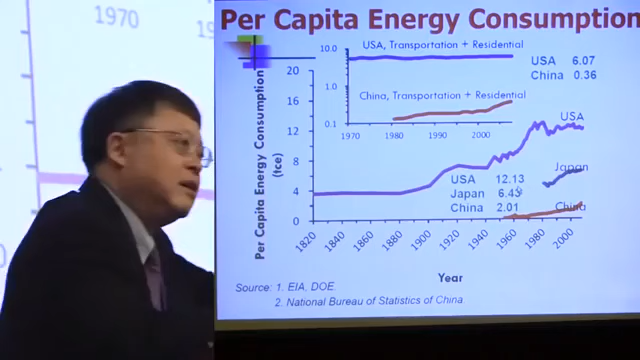 1970
19
Per Capita Energy Consumption
USA, Transportation + Residential
10.0
1.0
0.1
China, Transportation + Residential
1970 1980 1990 2000
USA 6.07
China 0.36
Per Capita Energy Consumption
(tce)
20
16
12
8
4
0
USA
Japan
China
USA 12.13
Japan 6.43
China 2.01
1820 1840 1860 1880 1900 1920 1940 1960 1980 2000
Year
Source: 1. EIA, DOE.
2. National Bureau of Statistics of China.